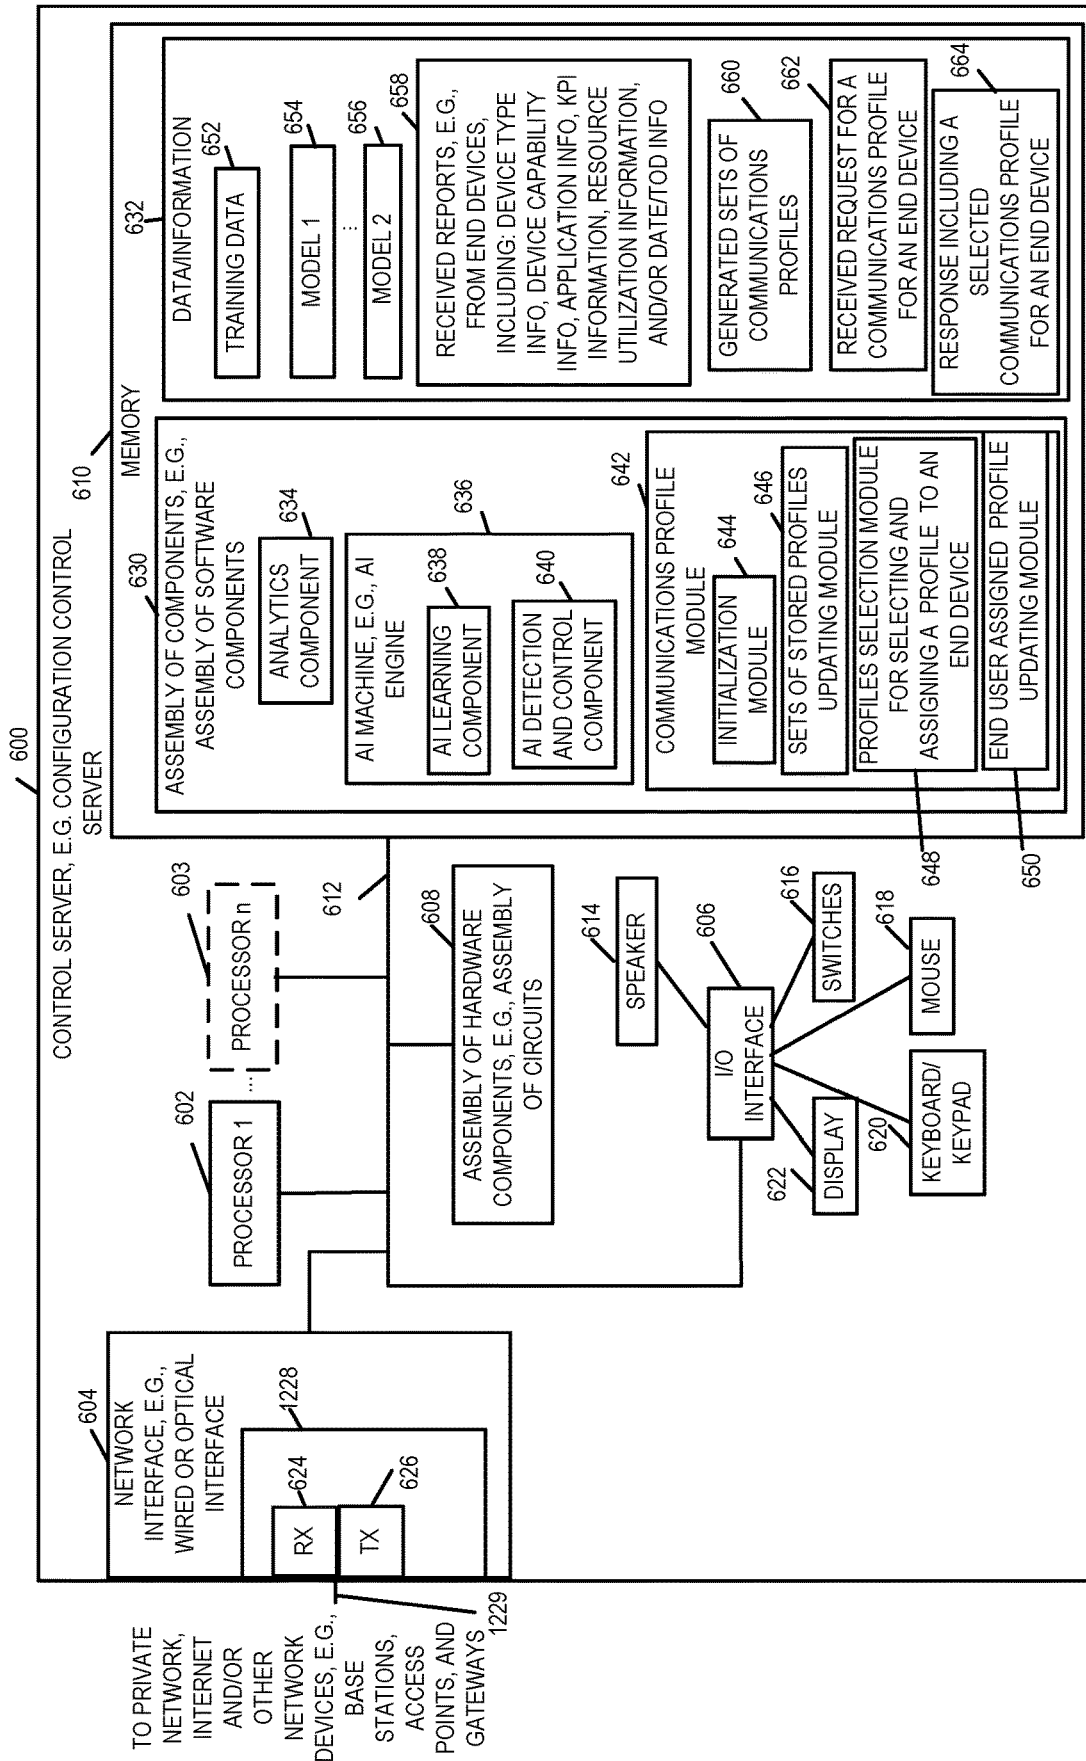 600
CONTROL SERVER, E.G. CONFIGURATION CONTROL
SERVER
604
NETWORK
INTERFACE, E.G.,
WIRED OR OPTICAL
INTERFACE
1228
RX
624
TX
626
TO PRIVATE
NETWORK,
INTERNET
AND/OR
OTHER
NETWORK
DEVICES, E.G.,
BASE
STATIONS,
ACCESS
POINTS, AND
GATEWAYS
1229
602
PROCESSOR 1
...
603
PROCESSOR n
612
608
ASSEMBLY OF HARDWARE
COMPONENTS, E.G., ASSEMBLY
OF CIRCUITS
614
SPEAKER
606
I/O
INTERFACE
616
SWITCHES
618
MOUSE
620
KEYBOARD/
KEYPAD
622
DISPLAY
610
MEMORY
630
ASSEMBLY OF COMPONENTS, E.G.,
ASSEMBLY OF SOFTWARE
COMPONENTS
634
ANALYTICS
COMPONENT
636
AI MACHINE, E.G., AI
ENGINE
638
AI LEARNING
COMPONENT
640
AI DETECTION
AND CONTROL
COMPONENT
642
COMMUNICATIONS PROFILE
MODULE
644
INITIALIZATION
MODULE
646
SETS OF STORED PROFILES
UPDATING MODULE
PROFILES SELECTION MODULE
FOR SELECTING AND
ASSIGNING A PROFILE TO AN
END DEVICE
648
END USER ASSIGNED PROFILE
UPDATING MODULE
650
632
DATA/INFORMATION
652
TRAINING DATA
654
MODEL 1
...
656
MODEL 2
658
RECEIVED REPORTS, E.G.,
FROM END DEVICES,
INCLUDING: DEVICE TYPE
INFO, DEVICE CAPABILITY
INFO, APPLICATION INFO, KPI
INFORMATION, RESOURCE
UTILIZATION INFORMATION,
AND/OR DATE/TOD INFO
660
GENERATED SETS OF
COMMUNICATIONS
PROFILES
662
RECEIVED REQUEST FOR A
COMMUNICATIONS PROFILE
FOR AN END DEVICE
664
RESPONSE INCLUDING A
SELECTED
COMMUNICATIONS PROFILE
FOR AN END DEVICE